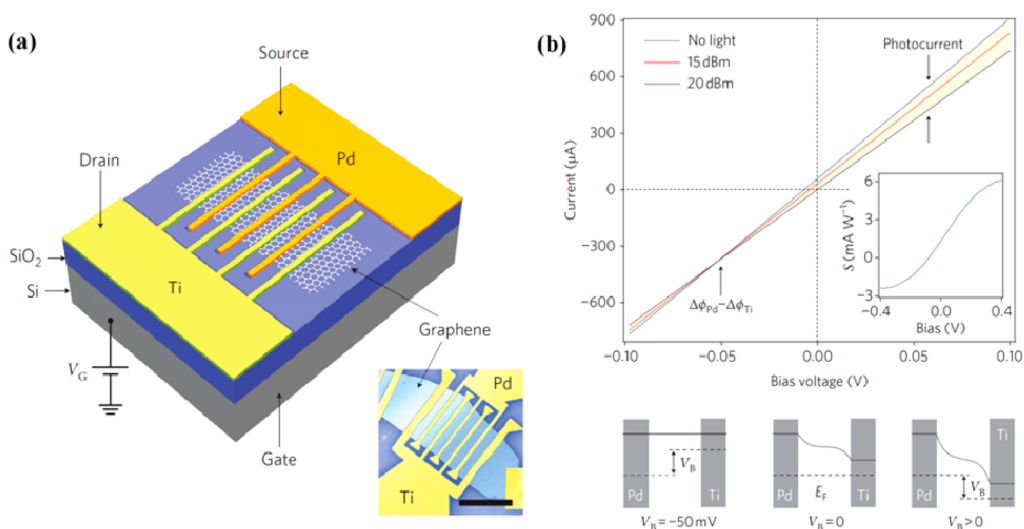 (a)
Source
Drain
Pd
SiO2
Si
Ti
Graphene
VG
Gate
Pd
Ti
(b)
900
600
300
0
−300
−600
Current (μA)
No light
15 dBm
20 dBm
Photocurrent
ΔϕPd−ΔϕTi
6
3
0
−3
S (mA W⁻¹)
−0.4 0.0 0.4
Bias (V)
−0.10 −0.05 0.00 0.05 0.10
Bias voltage (V)
Pd VB Ti
VB = −50 mV
Pd EF Ti
VB = 0
Ti
Pd VB
VB > 0